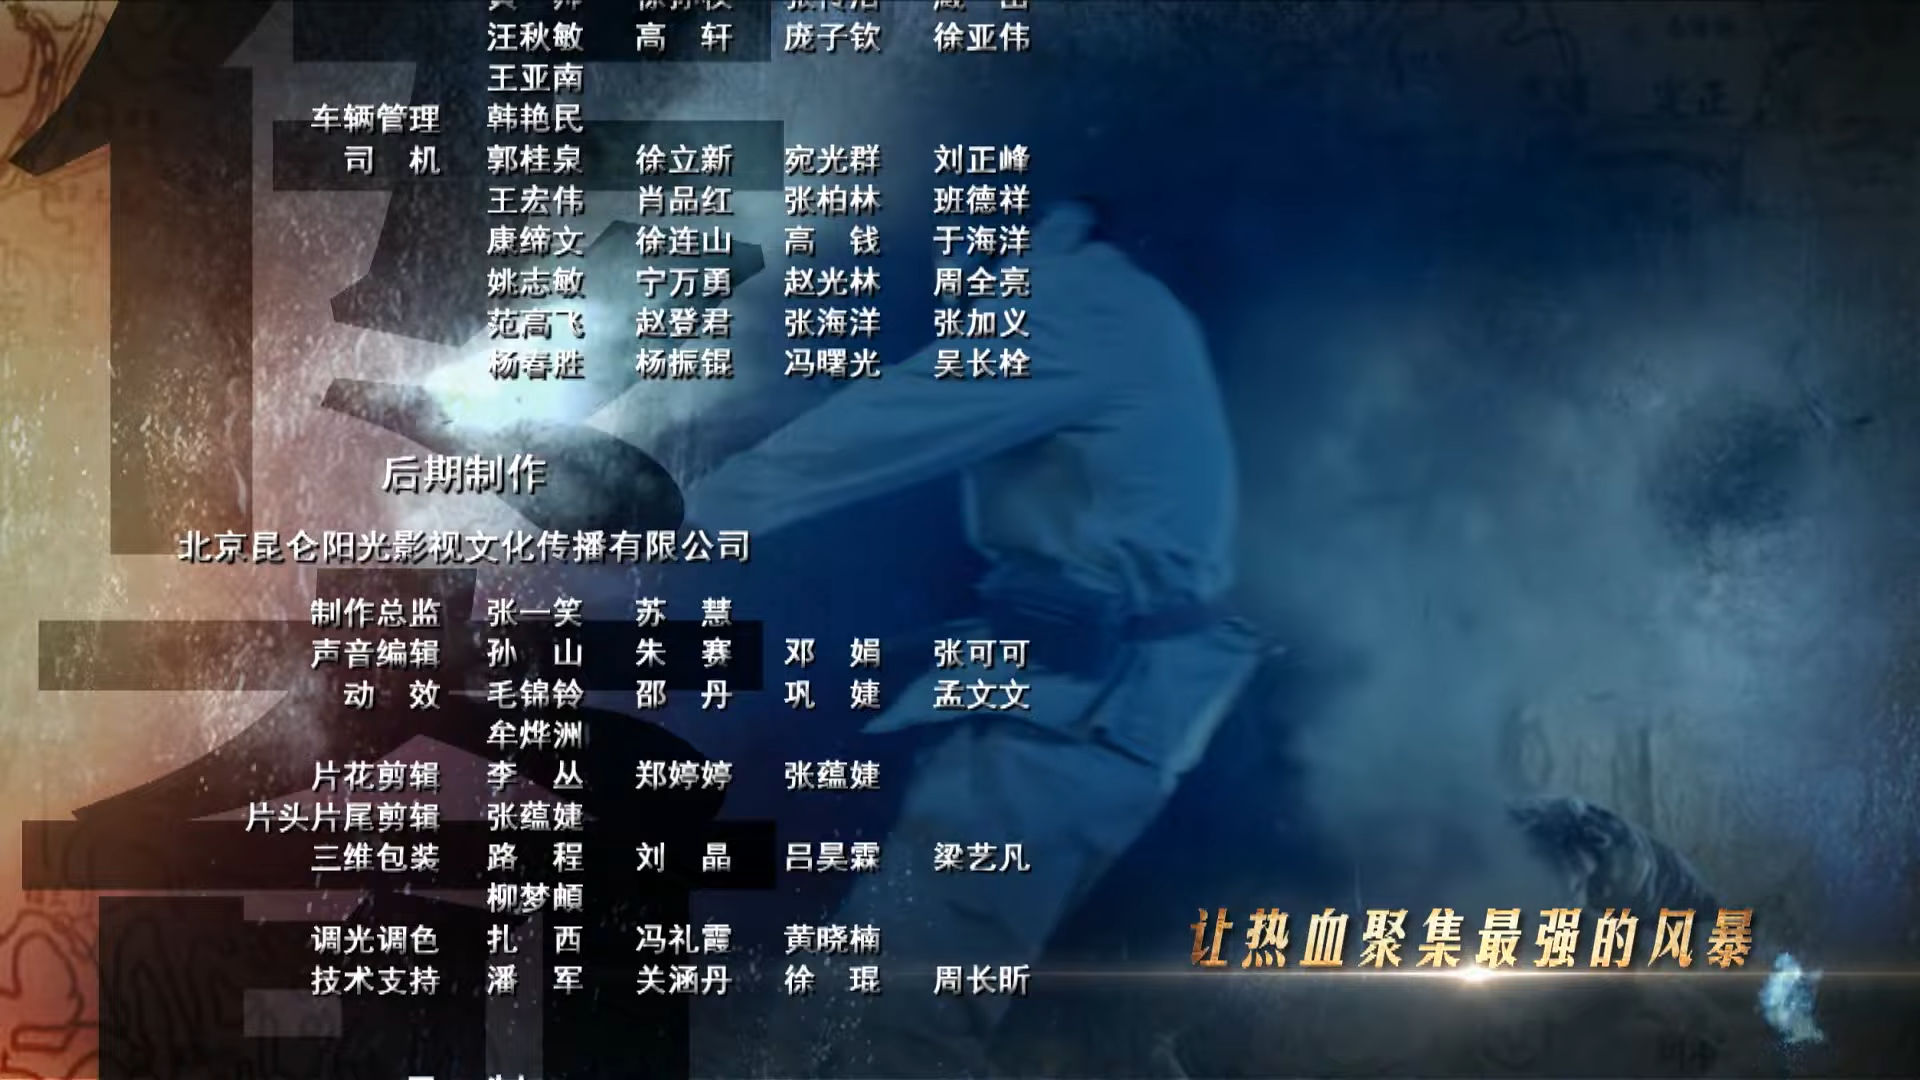 汪秋敏 高 轩 庞子钦 徐亚伟
王亚南
车辆管理 韩艳民
司 机 郭桂泉 徐立新 宛光群 刘正峰
王宏伟 肖品红 张柏林 班德祥
康缔文 徐连山 高 钱 于海洋
姚志敏 宁万勇 赵光林 周全亮
范高飞 赵登君 张海洋 张加义
杨春胜 杨振锟 冯曙光 吴长栓
后期制作
北京昆仑阳光影视文化传播有限公司
制作总监 张一笑 苏 慧
声音编辑 孙 山 朱 赛 邓 娟 张可可
动 效 毛锦铃 邵 丹 巩 婕 孟文文
牟烨洲
片花剪辑 李 丛 郑婷婷 张蕴婕
片头片尾剪辑 张蕴婕
三维包装 路 程 刘 晶 吕昊霖 梁艺凡
柳梦
调光调色 扎 西 冯礼霞 黄晓楠
技术支持 潘 军 关涵丹 徐 琨 周长昕
让热血聚集最强的风暴